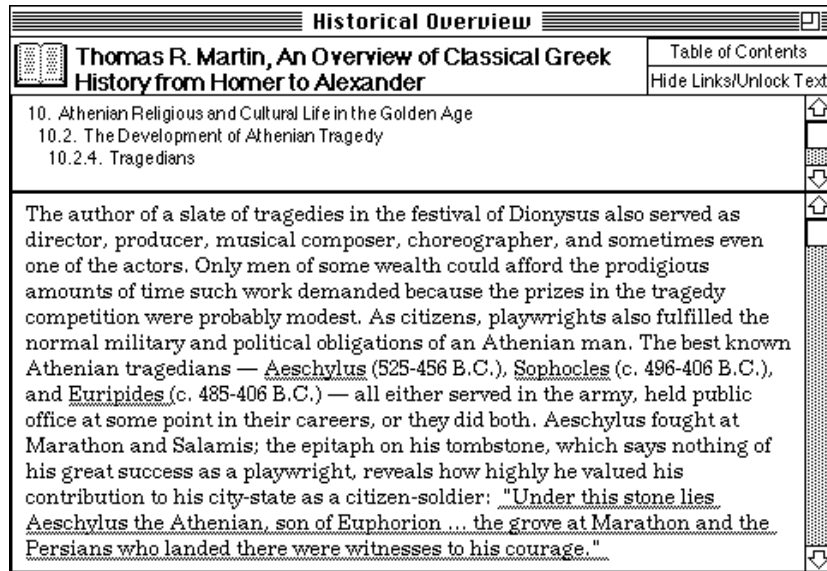 Historical Overview
Thomas R. Martin, An Overview of Classical Greek
History from Homer to Alexander
Table of Contents
Hide Links/Unlock Text
10. Athenian Religious and Cultural Life in the Golden Age
10.2. The Development of Athenian Tragedy
10.2.4. Tragedians
The author of a slate of tragedies in the festival of Dionysus also served as
director, producer, musical composer, choreographer, and sometimes even
one of the actors. Only men of some wealth could afford the prodigious
amounts of time such work demanded because the prizes in the tragedy
competition were probably modest. As citizens, playwrights also fulfilled the
normal military and political obligations of an Athenian man. The best known
Athenian tragedians — Aeschylus (525-456 B.C.), Sophocles (c. 496-406 B.C.),
and Euripides (c. 485-406 B.C.) — all either served in the army, held public
office at some point in their careers, or they did both. Aeschylus fought at
Marathon and Salamis; the epitaph on his tombstone, which says nothing of
his great success as a playwright, reveals how highly he valued his
contribution to his city-state as a citizen-soldier: "Under this stone lies
Aeschylus the Athenian, son of Euphorion ... the grove at Marathon and the
Persians who landed there were witnesses to his courage."